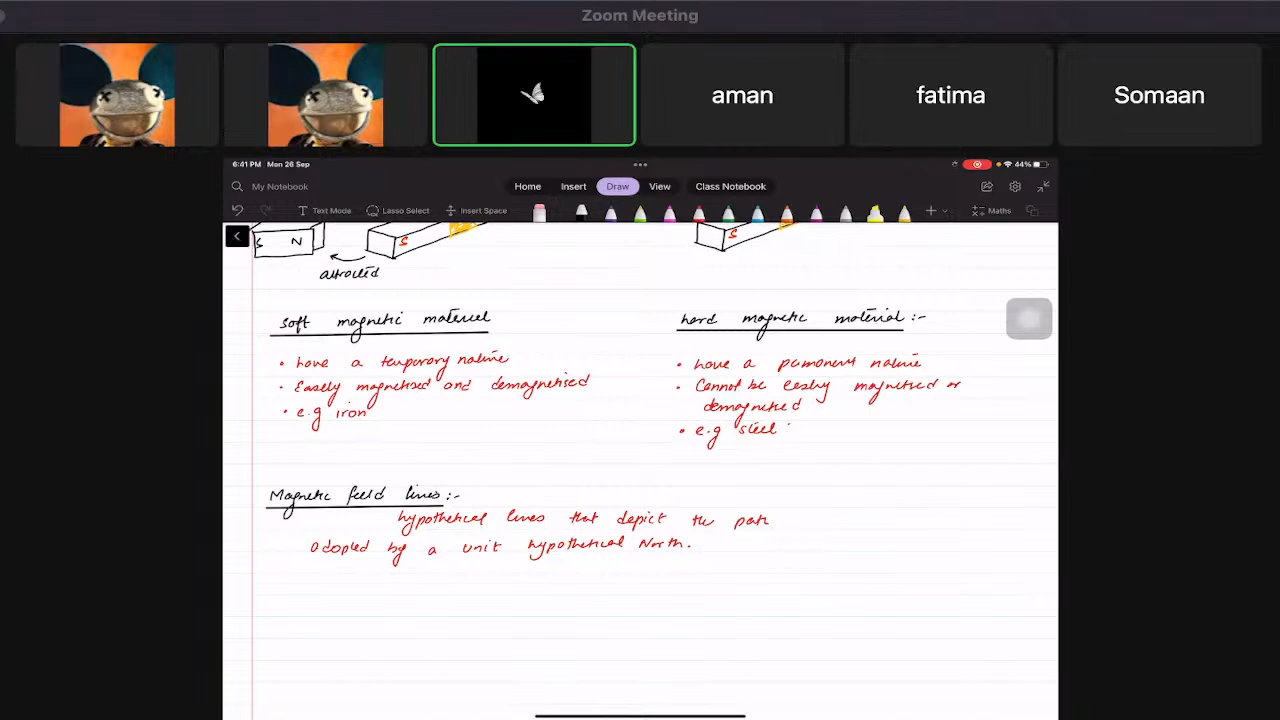 Zoom Meeting
aman
fatima
Somaan
6:41 PM Mon 26 Sep
44%
My Notebook
Home
Insert
Draw
View
Class Notebook
Text Mode
Lasso Select
Insert Space
Maths
S N
S
S
attracted
Soft magnetic material
hard magnetic material :-
• have a temporary nature
• have a permanent nature
• Easily magnetised and demagnetised
• Cannot be easily magnetised or
demagnetised
• e.g iron
• e.g steel
Magnetic field lines :-
hypothetical lines that depict the path
adopted by a unit hypothetical North.